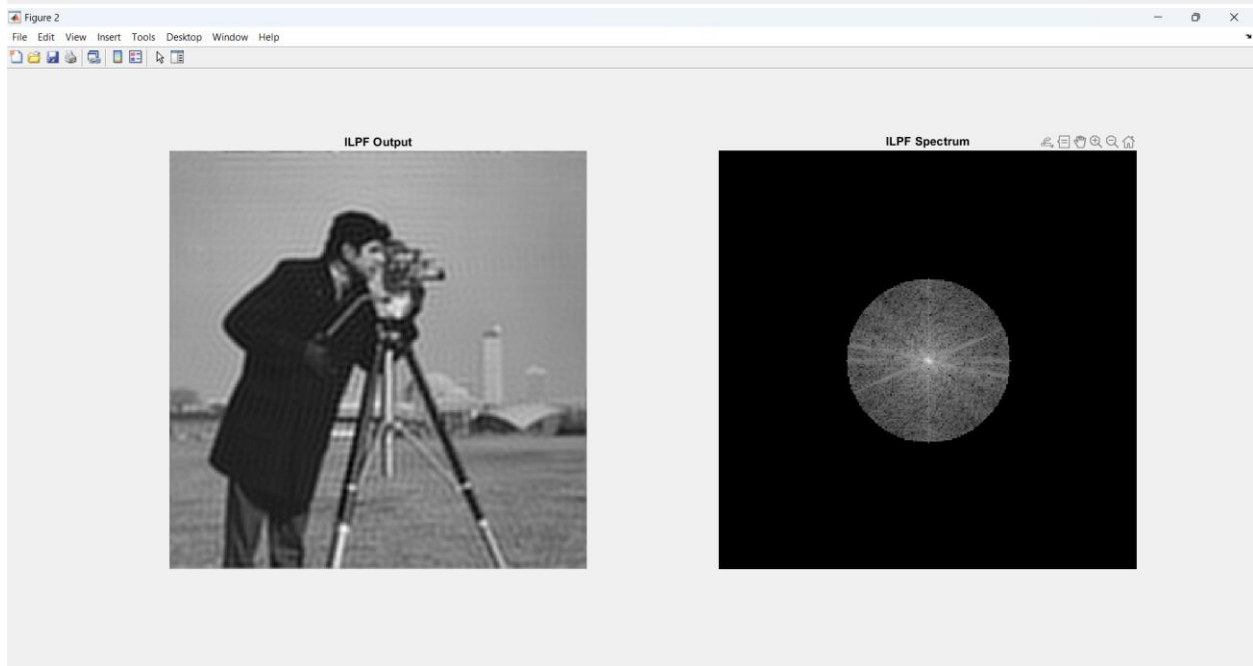 Figure 2
File Edit View Insert Tools Desktop Window Help
ILPF Output
ILPF Spectrum